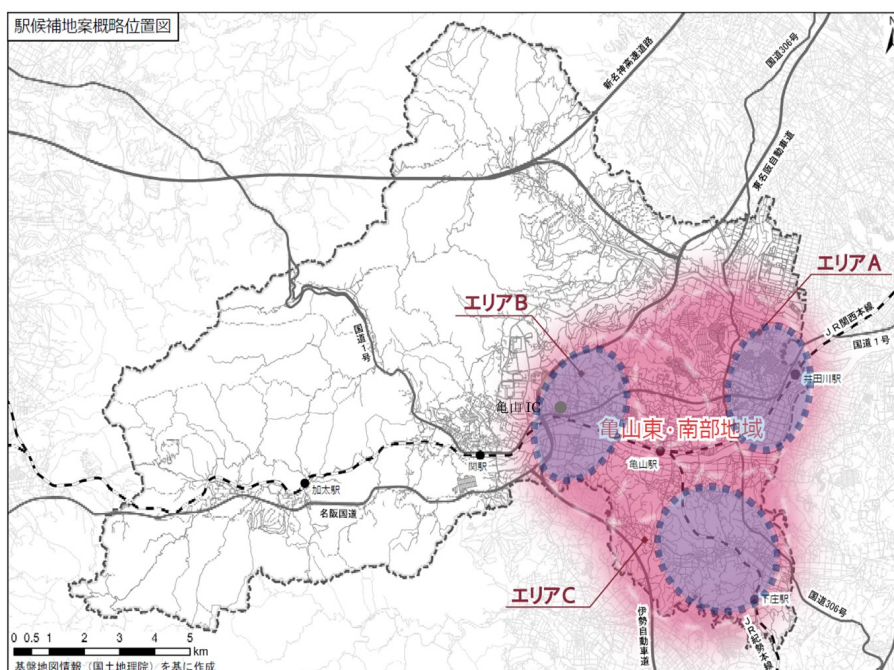 駅候補地案概略位置図
N
新名神高速道路
国道306号
東名阪自動車道
エリアA
エリアB
JR関西本線
国道1号
国道1号
井田川駅
亀山IC
亀山東・南部地域
亀山駅
関駅
加太駅
名阪国道
エリアC
下庄駅
国道306号
伊勢自動車道
JR紀勢本線
0 0.5 1 2 3 4 5 km
基盤地図情報（国土地理院）を基に作成